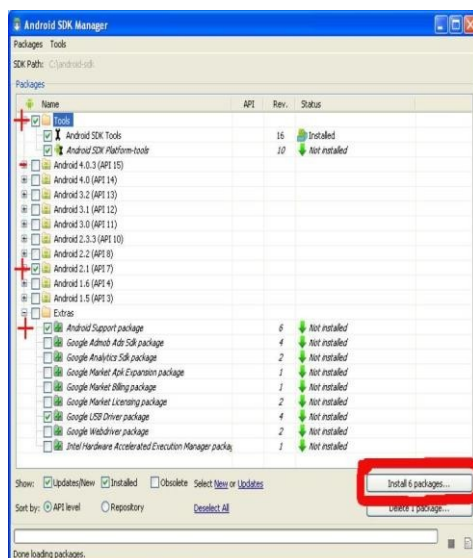 Android SDK Manager
Packages Tools
SDK Path: C:\android-sdk
Packages
Name API Rev. Status
Tools
Android SDK Tools 16 Installed
Android SDK Platform-tools 10 Not installed
Android 4.0.3 (API 15)
Android 4.0 (API 14)
Android 3.2 (API 13)
Android 3.1 (API 12)
Android 3.0 (API 11)
Android 2.3.3 (API 10)
Android 2.2 (API 8)
Android 2.1 (API 7)
Android 1.6 (API 4)
Android 1.5 (API 3)
Extras
Android Support package 6 Not installed
Google Admob Ads Sdk package 4 Not installed
Google Analytics Sdk package 2 Not installed
Google Market Apk Expansion package 1 Not installed
Google Market Billing package 1 Not installed
Google Market Licensing package 2 Not installed
Google USB Driver package 4 Not installed
Google Webdriver package 2 Not installed
Intel Hardware Accelerated Execution Manager packag 1 Not installed
Show: Updates/New Installed Obsolete Select New or Updates Install 6 packages...
Sort by: API level Repository Deselect All Delete 1 package...
Done loading packages.